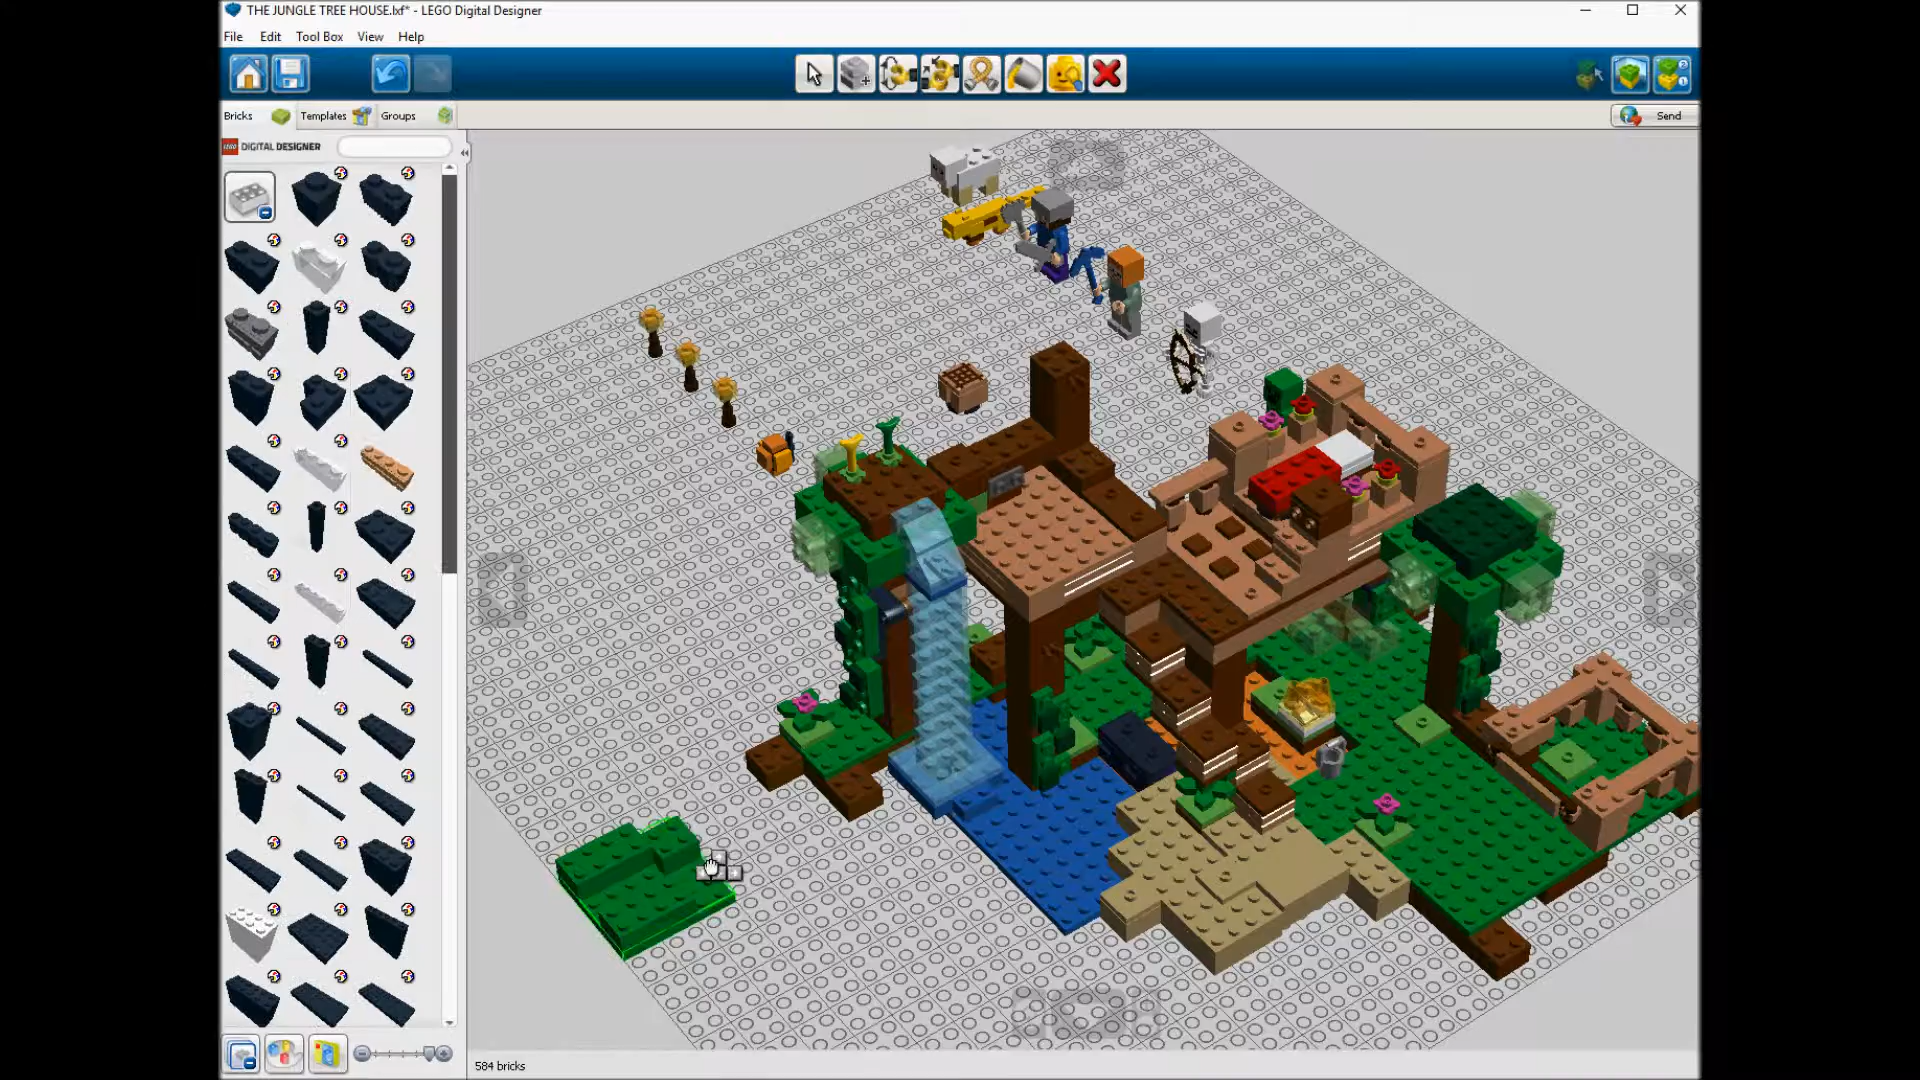 THE JUNGLE TREE HOUSE.lxf* - LEGO Digital Designer
File Edit Tool Box View Help
Bricks Templates Groups
Send
LEGO DIGITAL DESIGNER
584 bricks